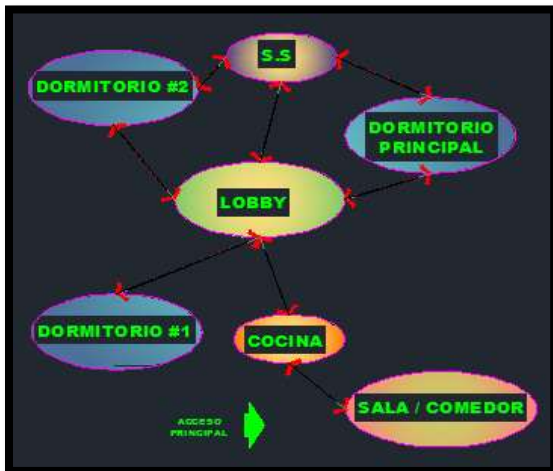 S.S
DORMITORIO #2
DORMITORIO
PRINCIPAL
LOBBY
DORMITORIO #1
COCINA
SALA / COMEDOR
ACCESO
PRINCIPAL